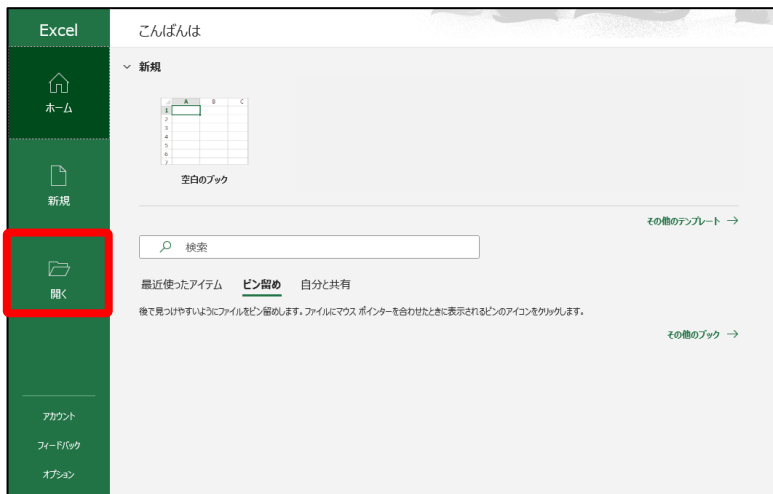 Excel
こんばんは
ホーム
新規
開く
アカウント
フィードバック
オプション
新規
A B C
1
2
3
4
5
6
7
空白のブック
その他のテンプレート →
検索
最近使ったアイテム ピン留め 自分と共有
後で見つけやすいようにファイルをピン留めします。ファイルにマウス ポインターを合わせたときに表示されるピンのアイコンをクリックします。
その他のブック →